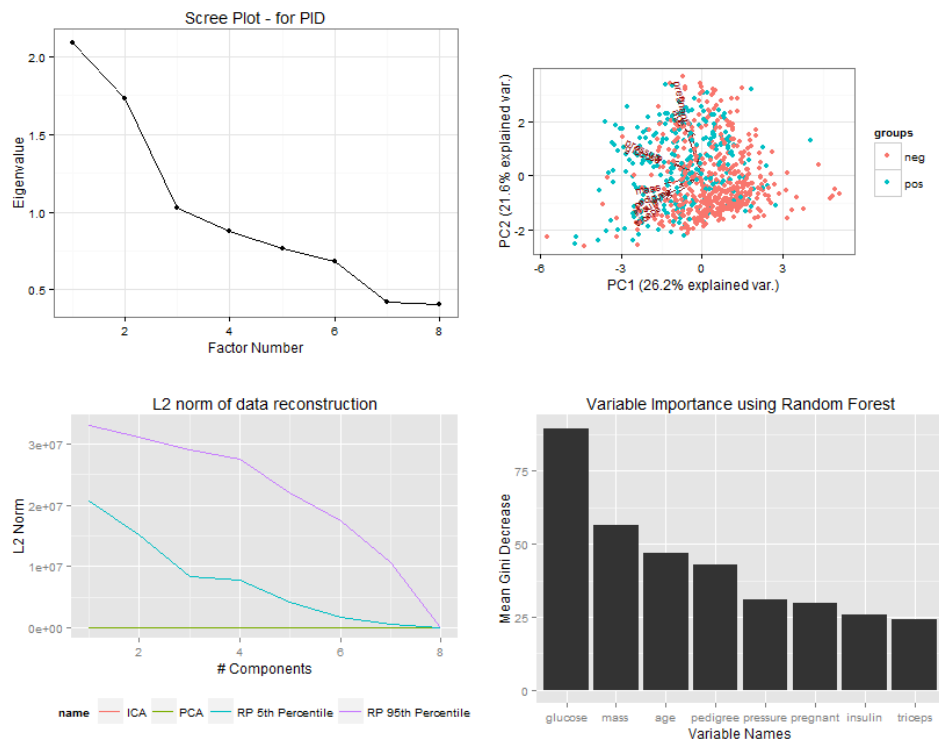 Scree Plot - for PID
Eigenvalue
2.0
1.5
1.0
0.5
2
4
6
8
Factor Number
PC2 (21.6% explained var.)
2
0
-2
-6
-3
0
3
PC1 (26.2% explained var.)
groups
neg
pos
L2 norm of data reconstruction
L2 Norm
3e+07
2e+07
1e+07
0e+00
2
4
6
8
# Components
name
ICA
PCA
RP 5th Percentile
RP 95th Percentile
Variable Importance using Random Forest
Mean Gini Decrease
75
50
25
0
glucose
mass
age
pedigree
pressure
pregnant
insulin
triceps
Variable Names